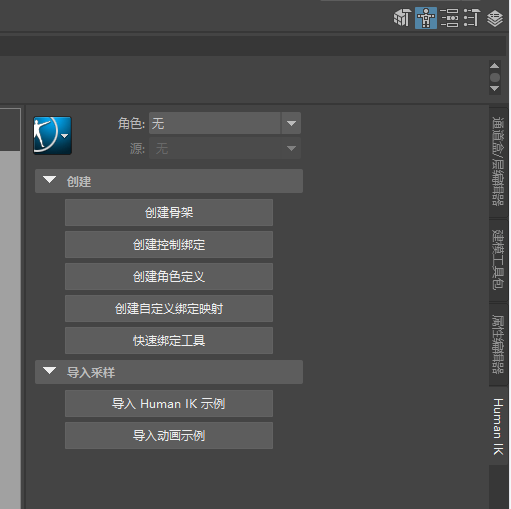 角色: 无
源: 无
创建
创建骨架
创建控制绑定
创建角色定义
创建自定义绑定映射
快速绑定工具
导入采样
导入 Human IK 示例
导入动画示例
通道盒/层编辑器
建模工具包
属性编辑器
Human IK